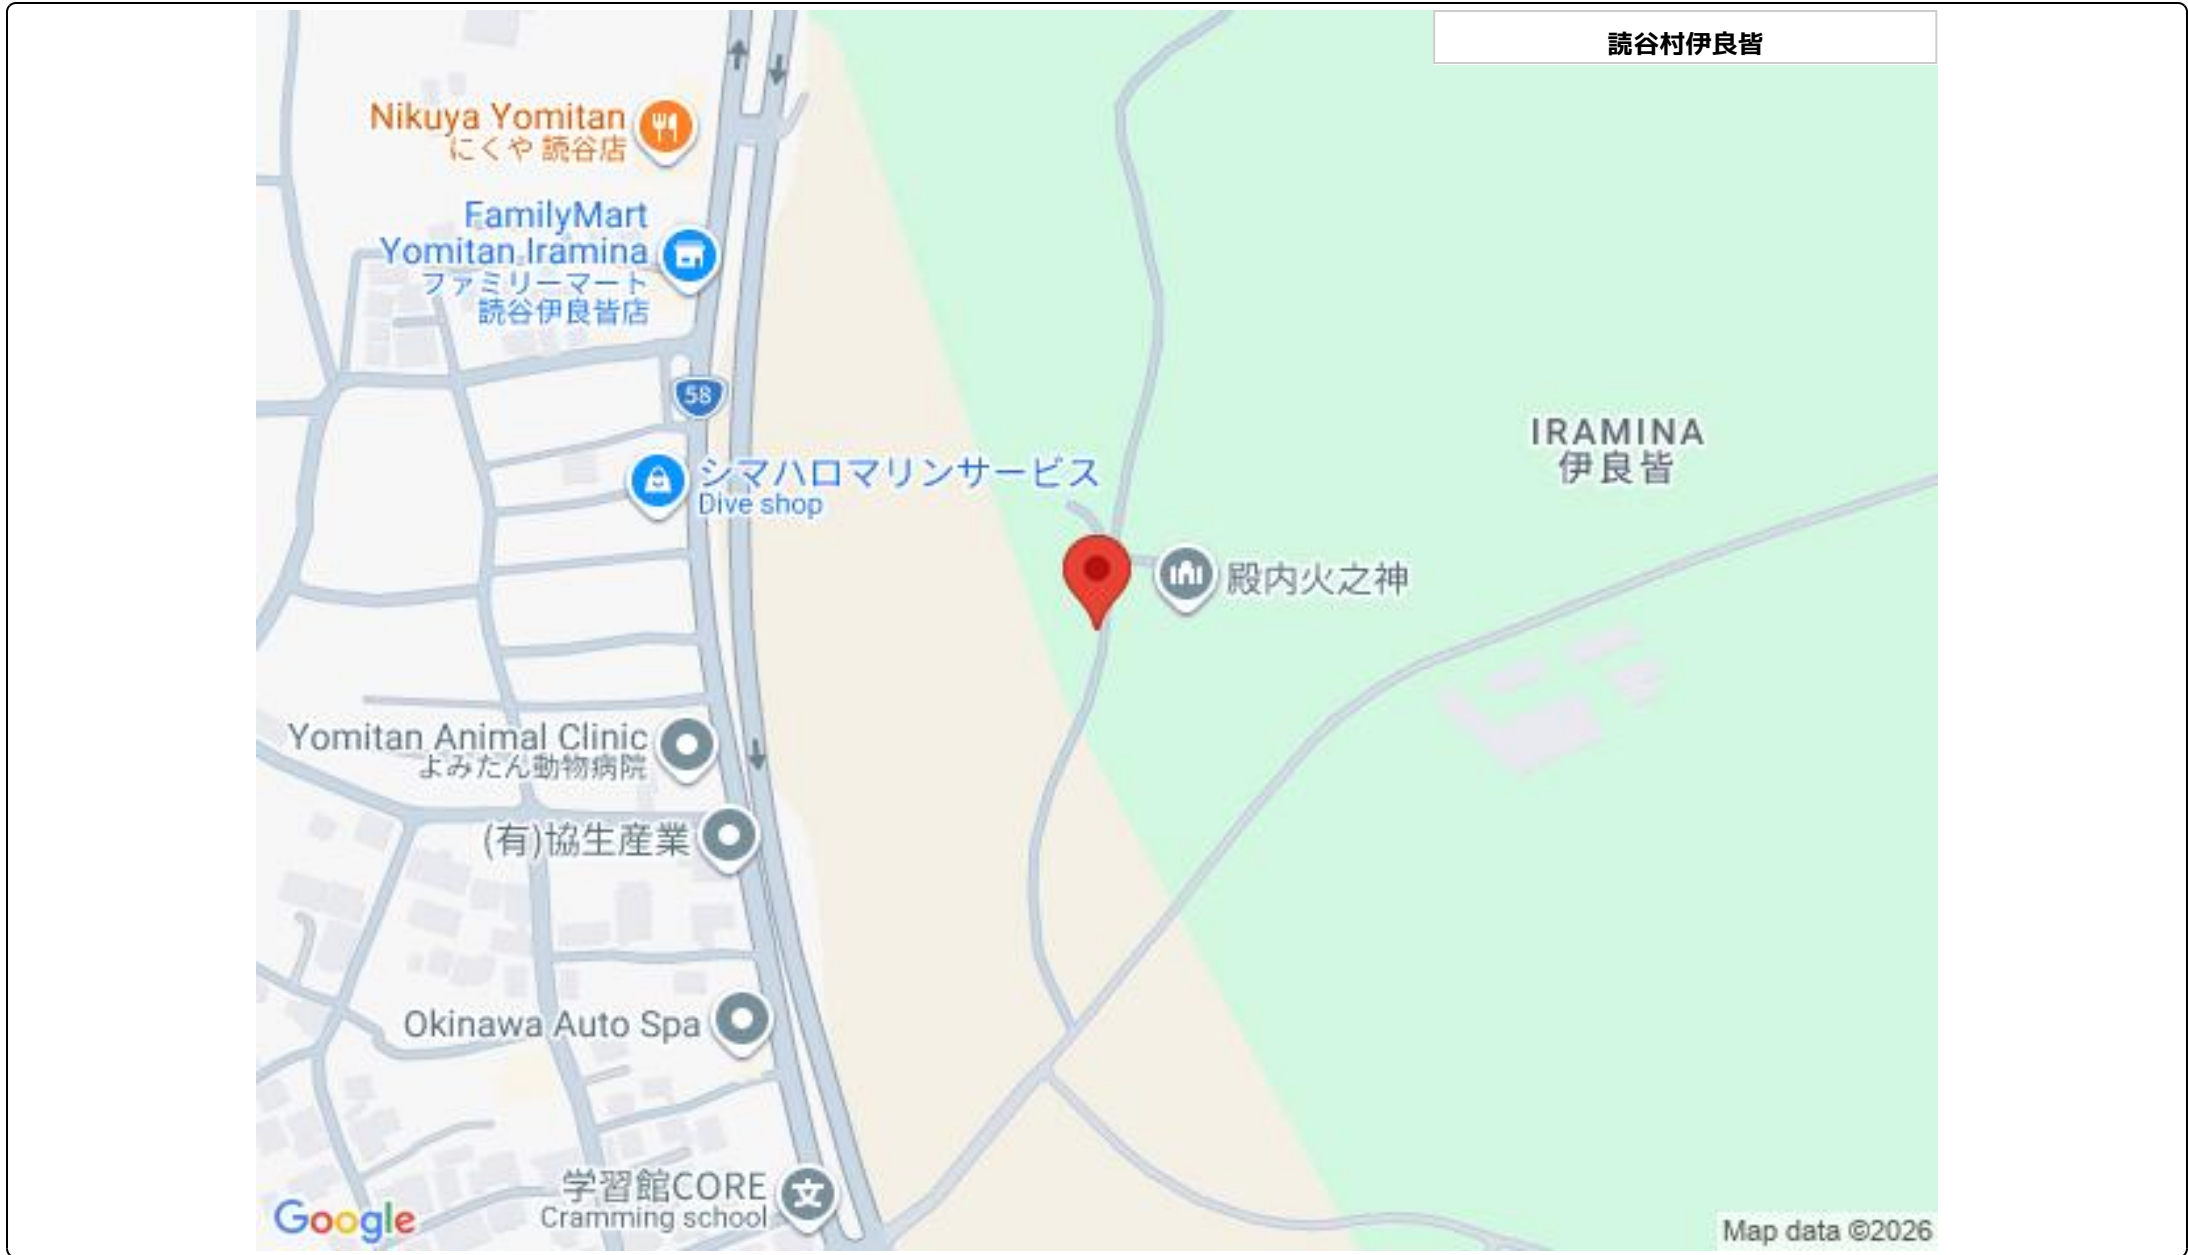 読谷村伊良皆
Nikuya Yomitan
にくや 読谷店
FamilyMart
Yomitan Iramina
ファミリーマート
読谷伊良皆店
58
シマハロマリンサービス
Dive shop
IRAMINA
伊良皆
殿内火之神
Yomitan Animal Clinic
よみたん動物病院
(有)協生産業
Okinawa Auto Spa
学習館CORE
Cramming school
文
Google
Map data ©2026